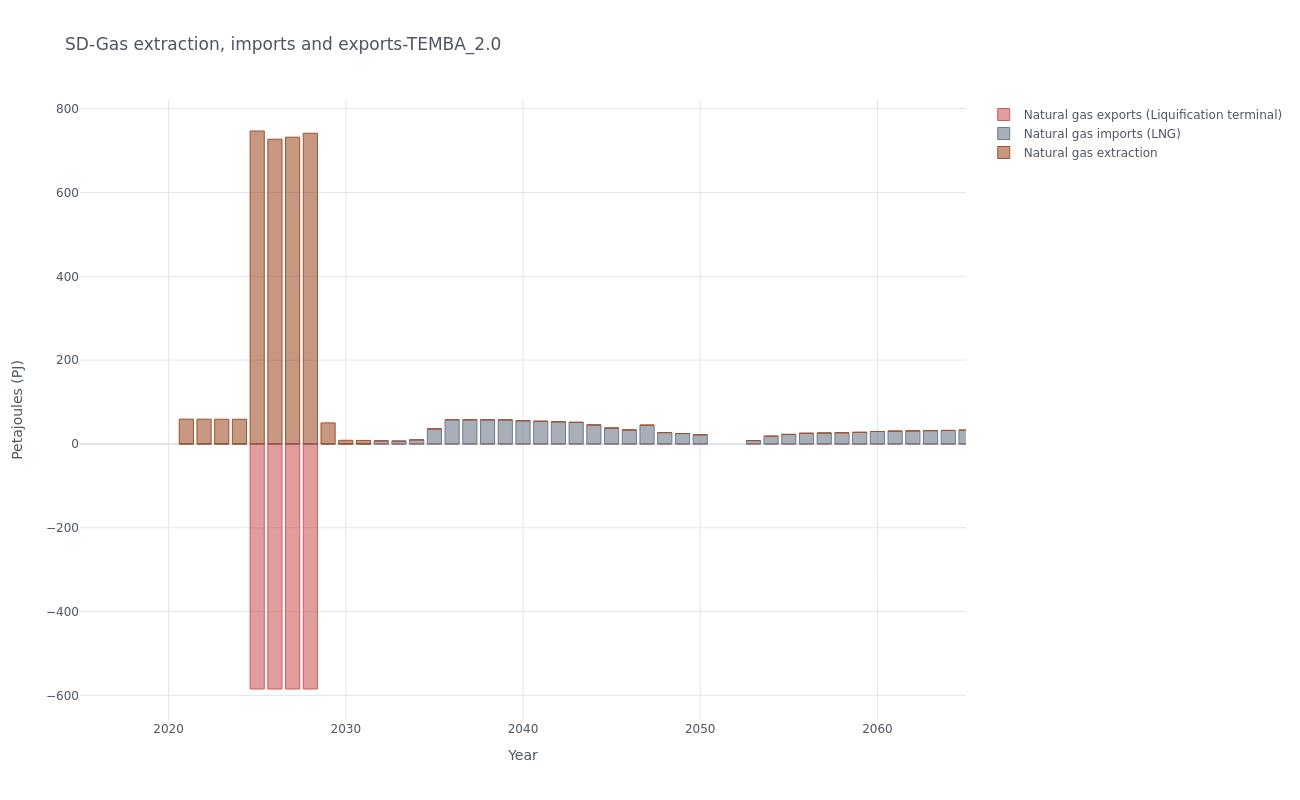 SD-Gas extraction, imports and exports-TEMBA_2.0
Natural gas exports (Liquification terminal)
Natural gas imports (LNG)
Natural gas extraction
Petajoules (PJ)
800
600
400
200
0
−200
−400
−600
2020
2030
2040
2050
2060
Year